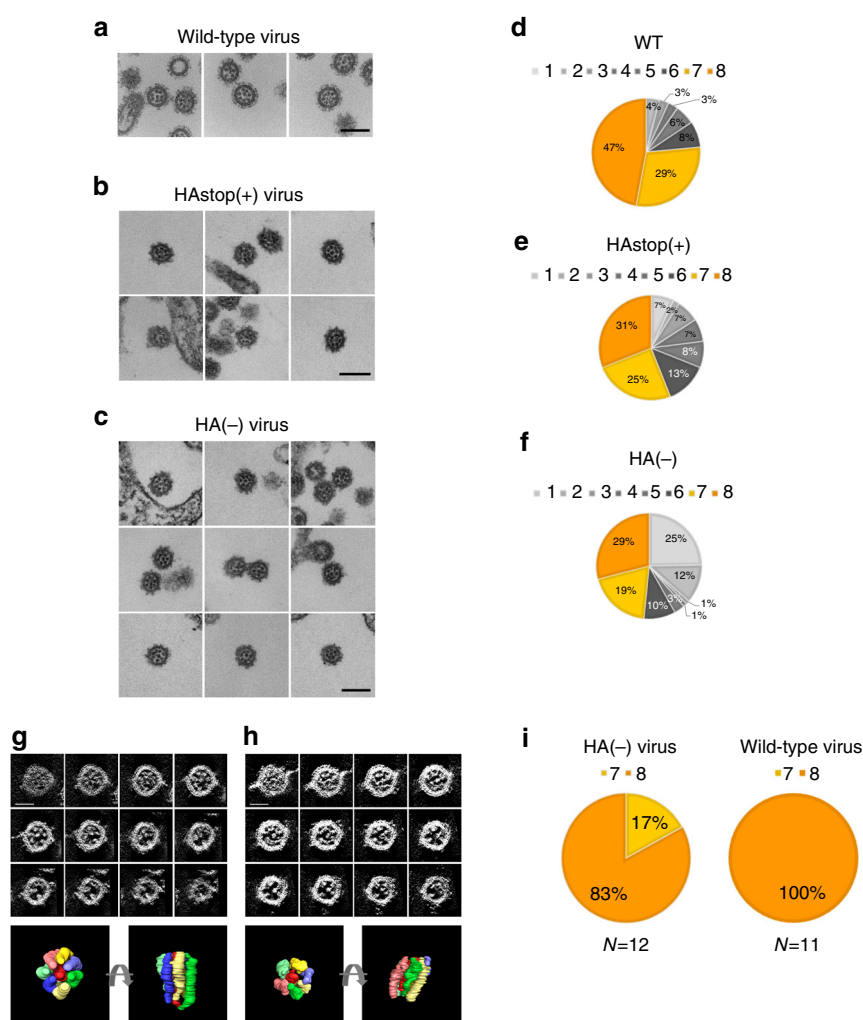 a
Wild-type virus
b
HAstop(+) virus
c
HA(–) virus
d
WT
1 2 3 4 5 6 7 8
3%
4%
3%
6%
8%
47%
29%
e
HAstop(+)
1 2 3 4 5 6 7 8
7%
2%
7%
7%
31%
8%
13%
25%
f
HA(–)
1 2 3 4 5 6 7 8
29%
25%
12%
19%
10%
3%
1%
1%
g
h
i
HA(–) virus
7 8
17%
83%
N=12
Wild-type virus
7 8
100%
N=11